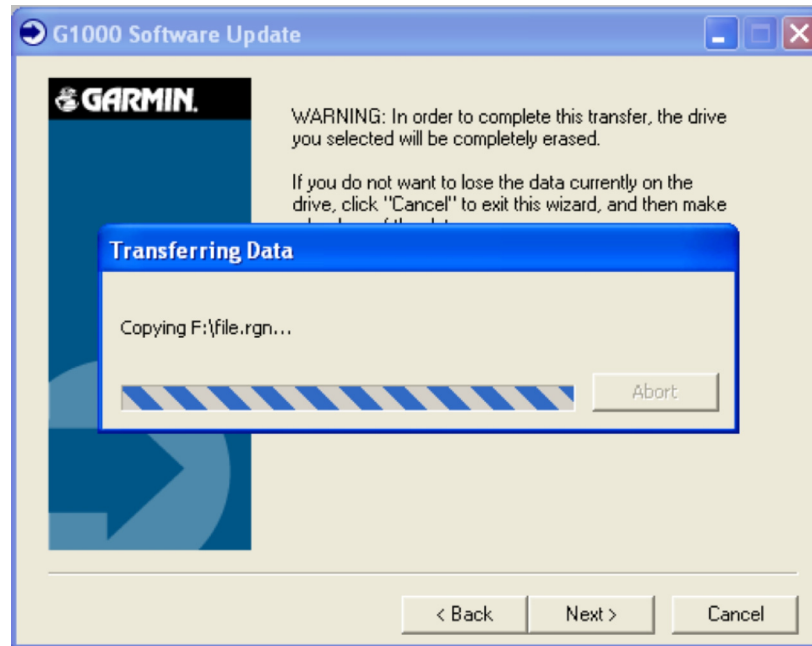 G1000 Software Update
GARMIN.
WARNING: In order to complete this transfer, the drive
you selected will be completely erased.
If you do not want to lose the data currently on the
drive, click "Cancel" to exit this wizard, and then make
Transferring Data
Copying F:\file.rgn...
Abort
< Back
Next >
Cancel